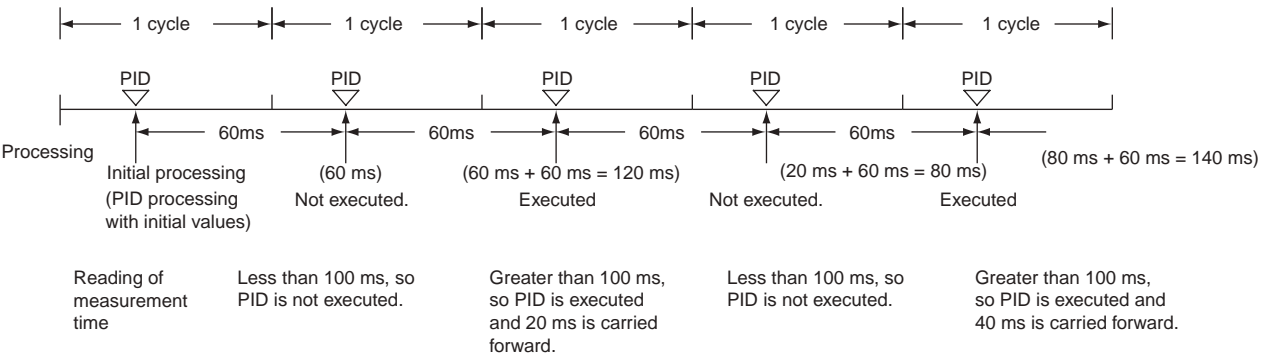 1 cycle 1 cycle 1 cycle 1 cycle 1 cycle
PID PID PID PID PID
60ms 60ms 60ms 60ms
Processing
Initial processing (60 ms) (60 ms + 60 ms = 120 ms) (20 ms + 60 ms = 80 ms) (80 ms + 60 ms = 140 ms)
(PID processing Not executed. Executed Not executed. Executed
with initial values)
Reading of Less than 100 ms, so Greater than 100 ms, Less than 100 ms, so Greater than 100 ms,
measurement PID is not executed. so PID is executed PID is not executed. so PID is executed and
time and 20 ms is carried 40 ms is carried forward.
forward.